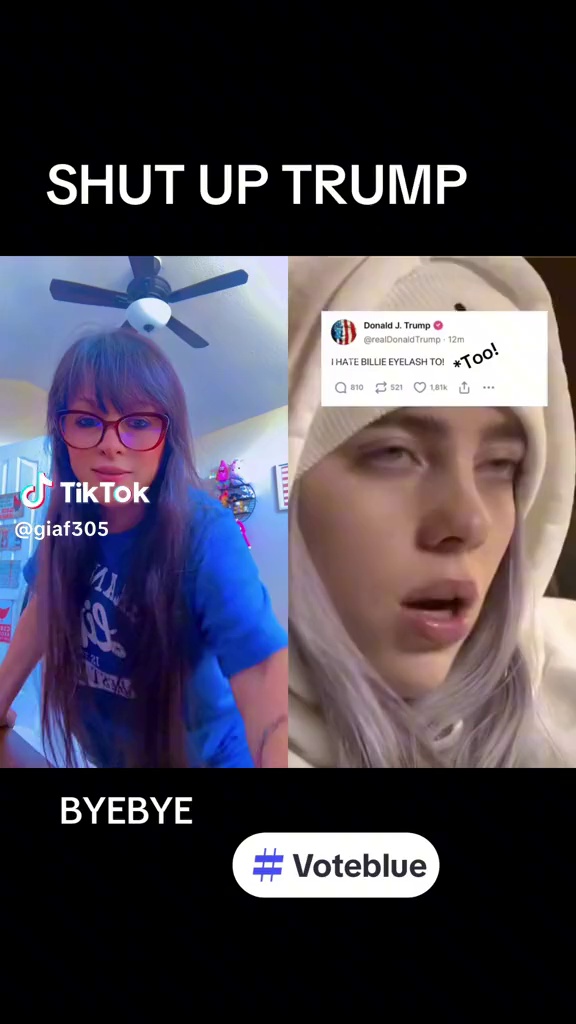 SHUT UP TRUMP
Donald J. Trump
@realDonaldTrump · 12m
I HATE BILLIE EYELASH TO! *Too!
810 521 1,81k
TikTok
@giaf305
BYEBYE
# Voteblue